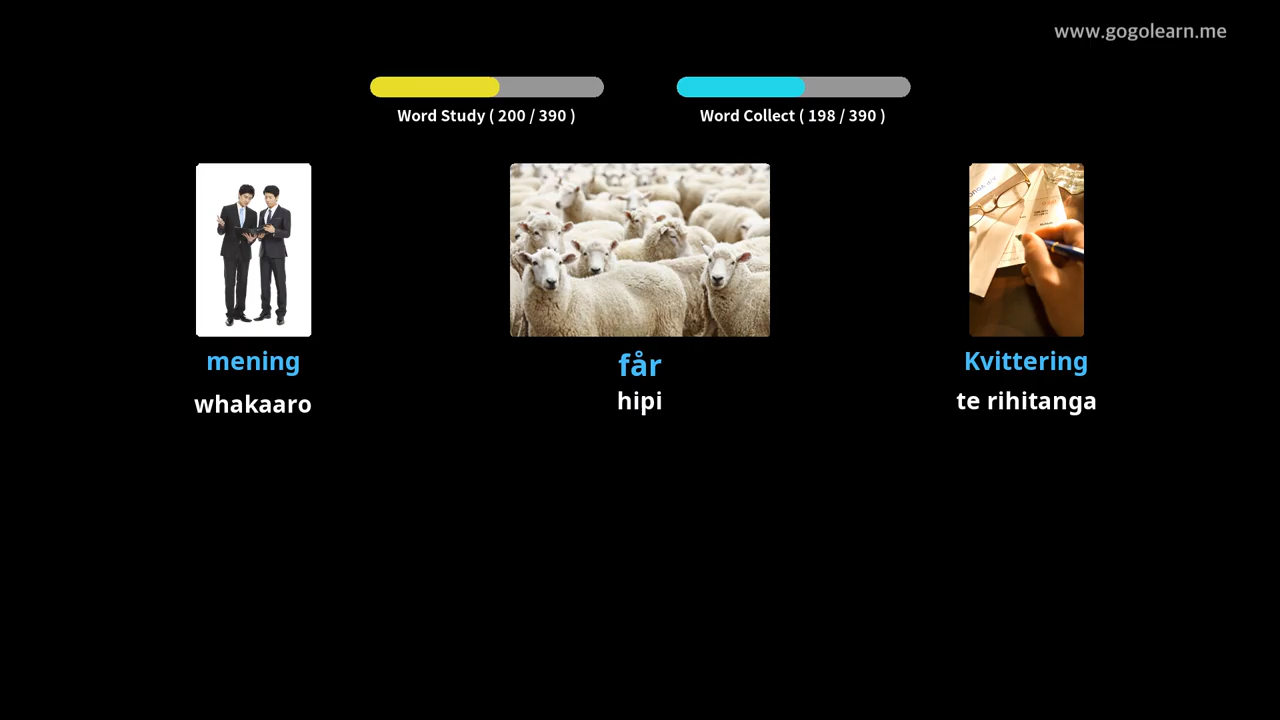 www.gogolearn.me
Word Study ( 200 / 390 )
Word Collect ( 198 / 390 )
mening
whakaaro
får
hipi
Kvittering
te rihitanga